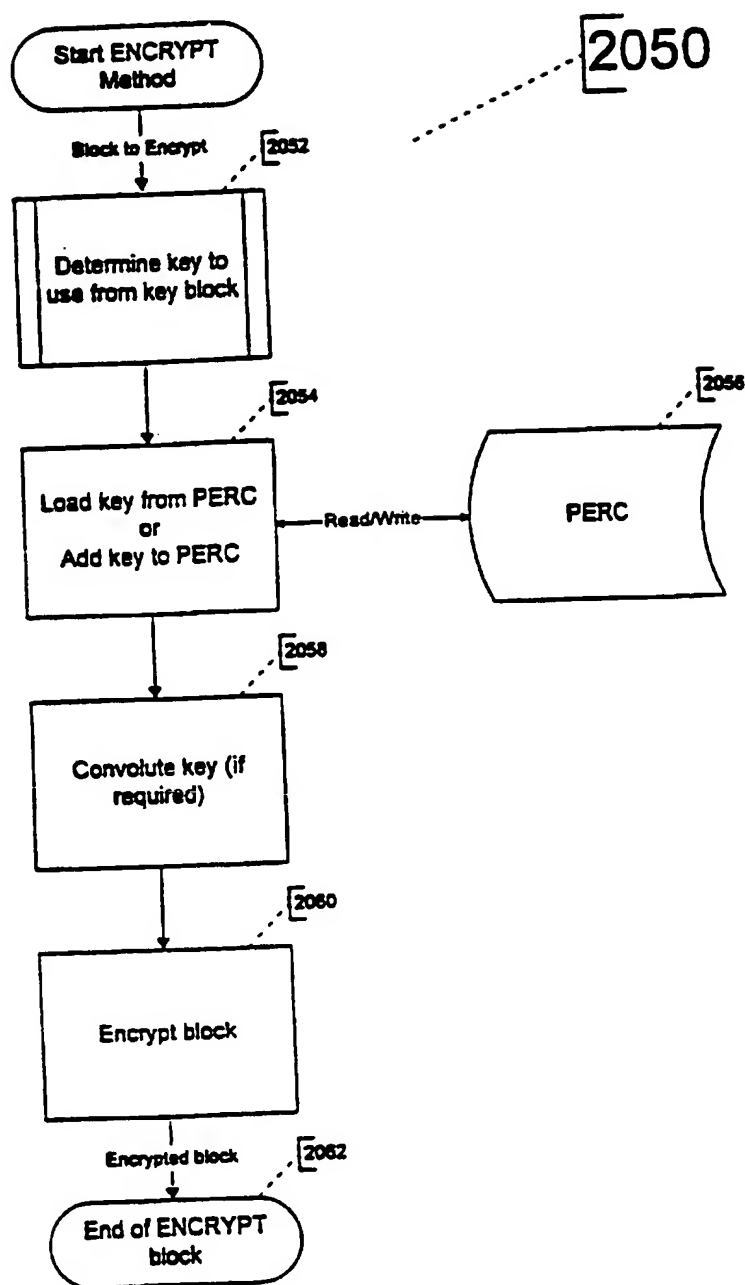 2050
Start ENCRYPT
Method
Block to Encrypt
2052
Determine key to
use from key block
2054
Load key from PERC
or
Add key to PERC
Read/Write
2056
PERC
2058
Convolute key (if
required)
2060
Encrypt block
Encrypted block
2062
End of ENCRYPT
block